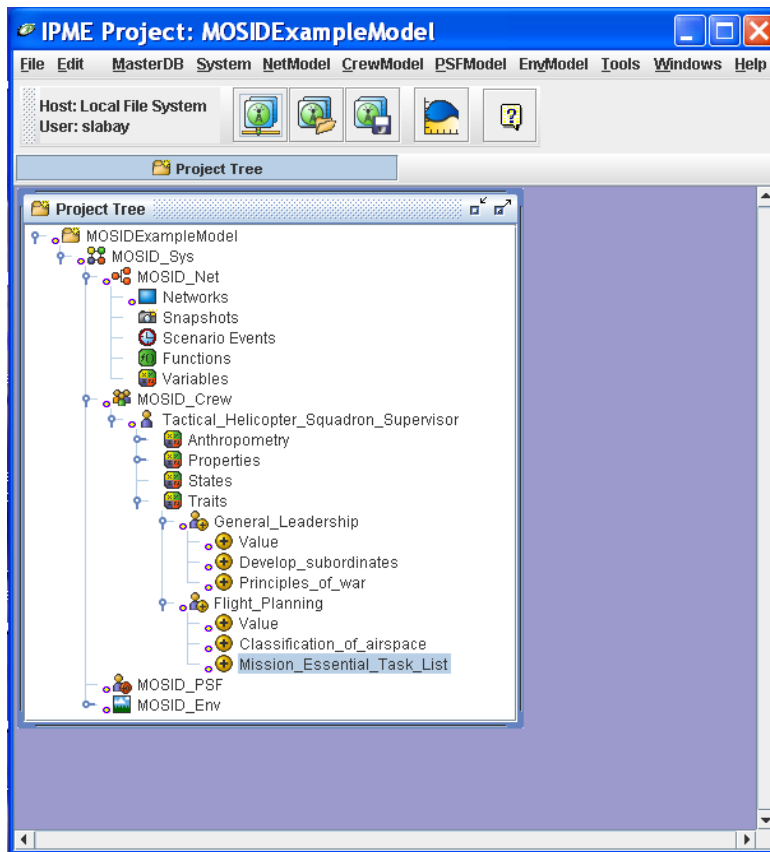 IPME Project: MOSIDExampleModel
File Edit MasterDB System NetModel CrewModel PSFModel EnvModel Tools Windows Help
Host: Local File System
User: slabay
Project Tree
Project Tree
MOSIDExampleModel
MOSID_Sys
MOSID_Net
Networks
Snapshots
Scenario Events
Functions
Variables
MOSID_Crew
Tactical_Helicopter_Squadron_Supervisor
Anthropometry
Properties
States
Traits
General_Leadership
Value
Develop_subordinates
Principles_of_war
Flight_Planning
Value
Classification_of_airspace
Mission_Essential_Task_List
MOSID_PSF
MOSID_Env